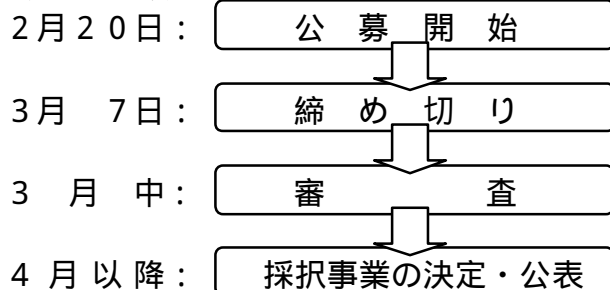 2月20日: 公募開始
3月 7日: 締め切り
3月中: 審査
4月以降: 採択事業の決定・公表